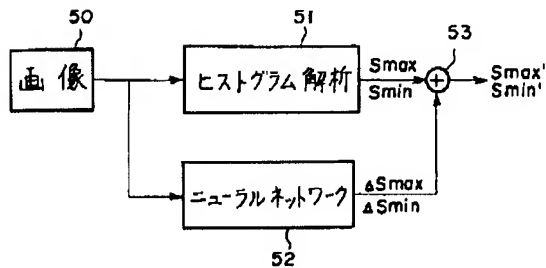 50
51
53
画像
ヒストグラム解析
Smax
Smin
+
Smax'
Smin'
ニューラルネットワーク
ΔSmax
ΔSmin
52